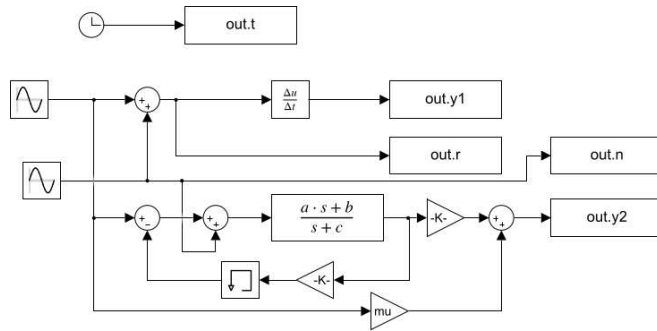 out.t
Δu
Δt
out.y1
out.r
out.n
a · s + b
s + c
-K-
out.y2
-K-
mu